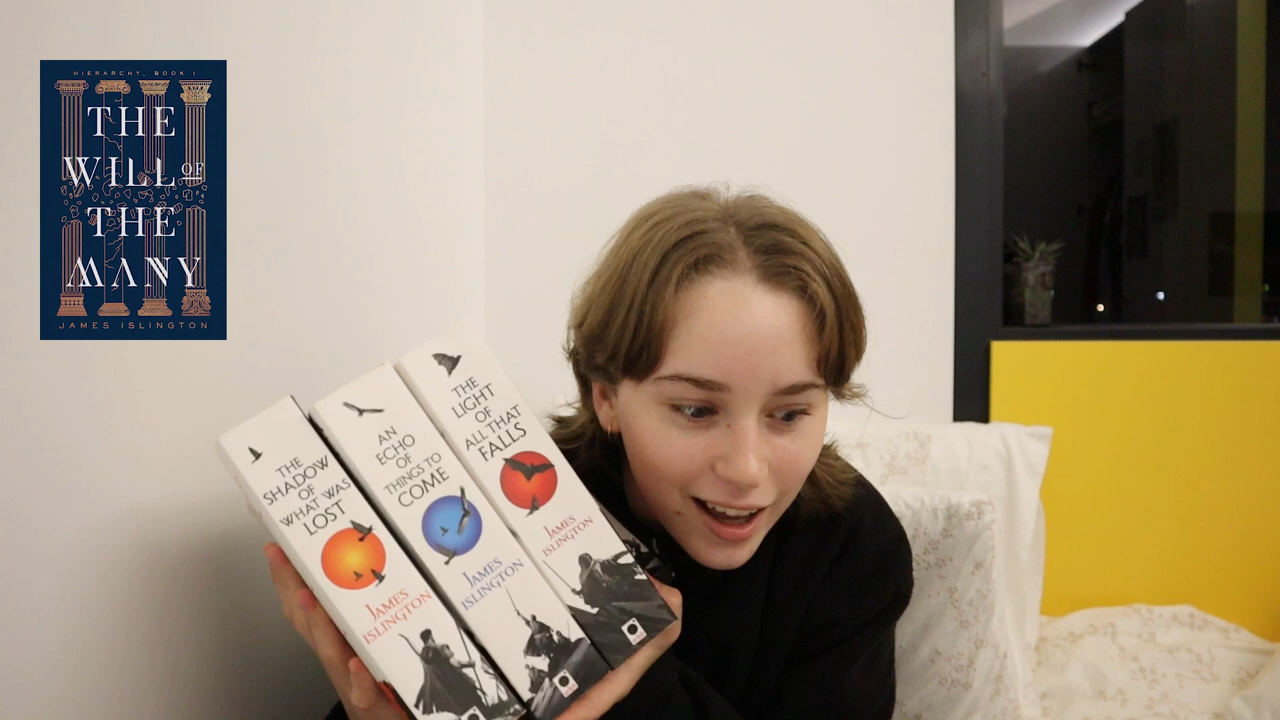 HIERARCHY, BOOK I
THE
WILL OF
THE
MANY
JAMES ISLINGTON
THE
SHADOW
OF
WHAT WAS
LOST
JAMES
ISLINGTON
AN
ECHO
OF
THINGS TO
COME
JAMES
ISLINGTON
THE
LIGHT
OF
ALL THAT
FALLS
JAMES
ISLINGTON